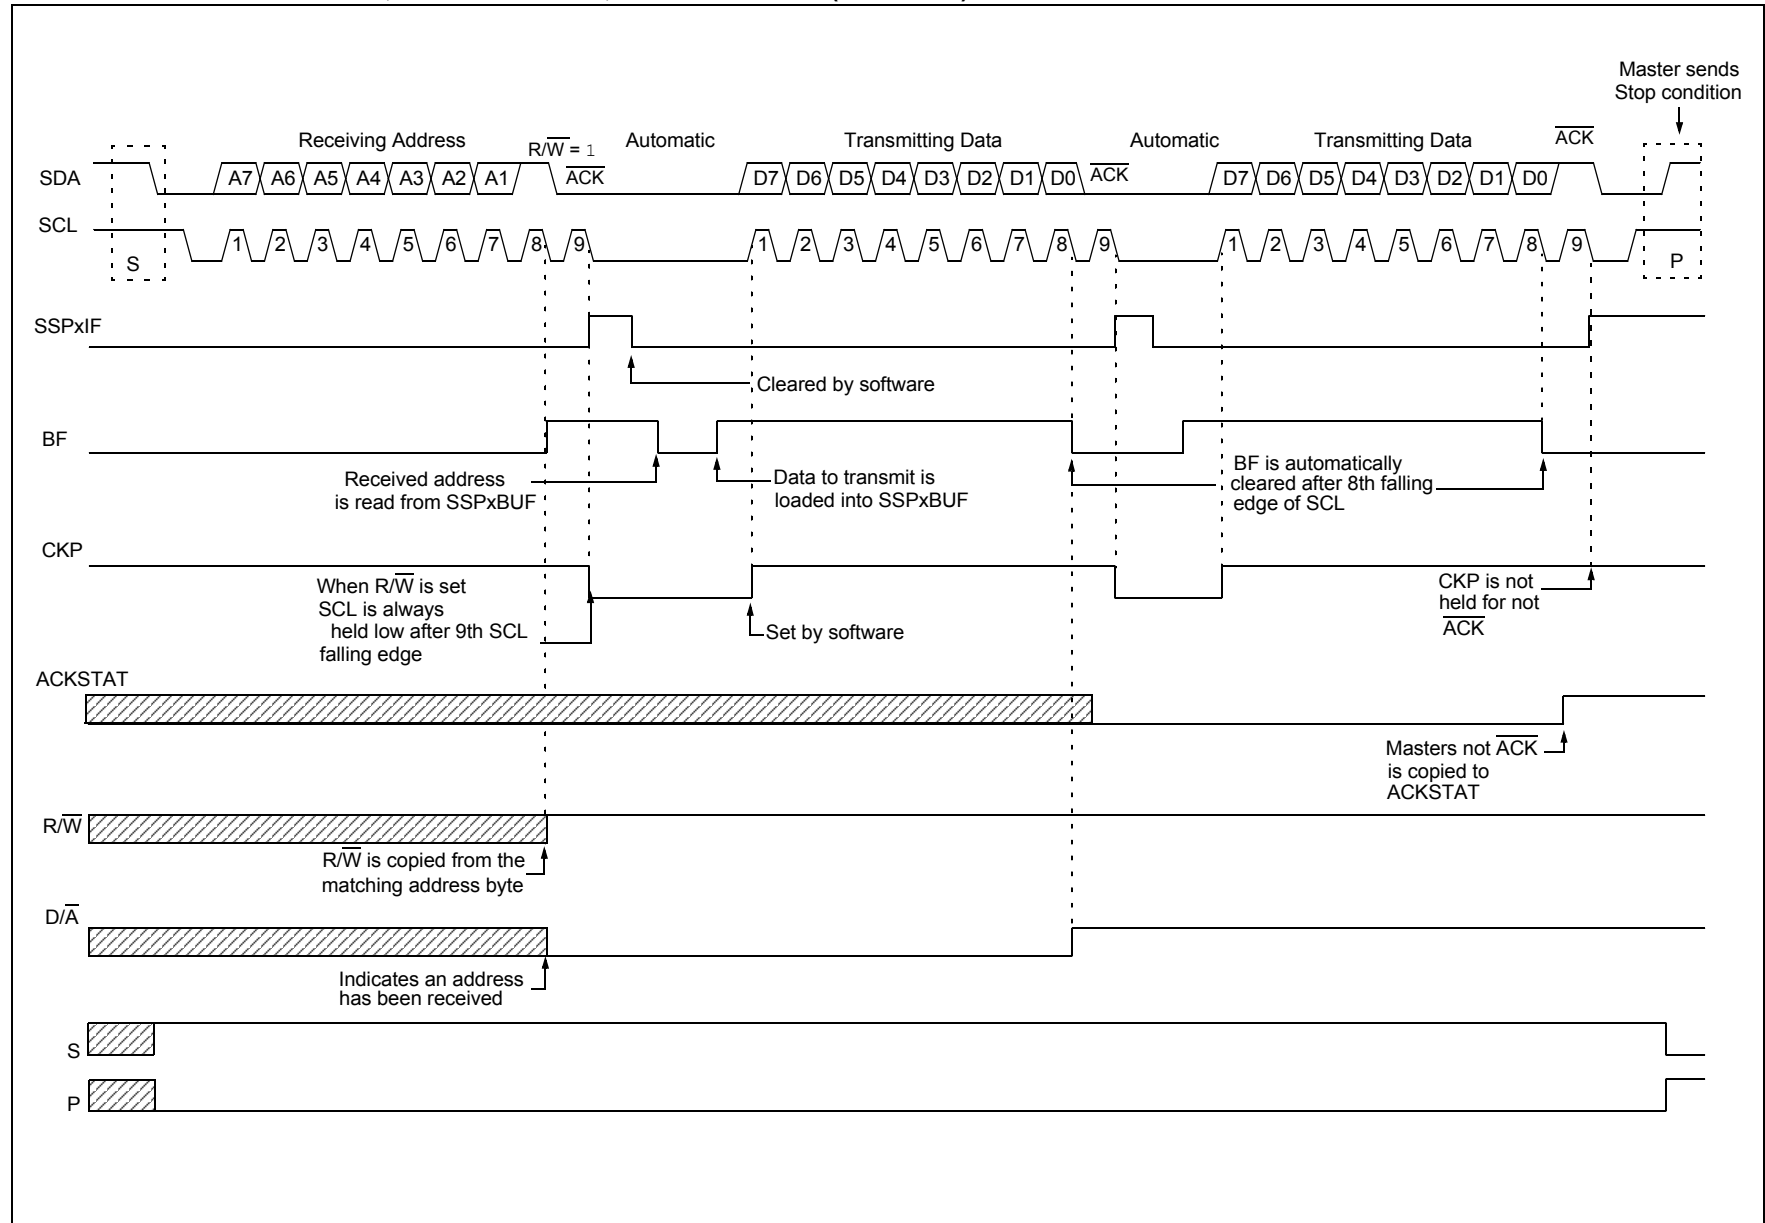 Master sends
Stop condition
Receiving Address
R/W̅ = 1
Automatic
Transmitting Data
Automatic
Transmitting Data
A̅C̅K̅
SDA
A7 A6 A5 A4 A3 A2 A1
A̅C̅K̅
D7 D6 D5 D4 D3 D2 D1 D0
A̅C̅K̅
D7 D6 D5 D4 D3 D2 D1 D0
SCL
S
1 2 3 4 5 6 7 8 9
1 2 3 4 5 6 7 8 9
1 2 3 4 5 6 7 8 9
P
SSPxIF
Cleared by software
BF
Received address
is read from SSPxBUF
Data to transmit is
loaded into SSPxBUF
BF is automatically
cleared after 8th falling
edge of SCL
CKP
When R/W̅ is set
SCL is always
held low after 9th SCL
falling edge
Set by software
CKP is not
held for not
A̅C̅K̅
ACKSTAT
Masters not A̅C̅K̅
is copied to
ACKSTAT
R/W̅
R/W̅ is copied from the
matching address byte
D/A̅
Indicates an address
has been received
S
P